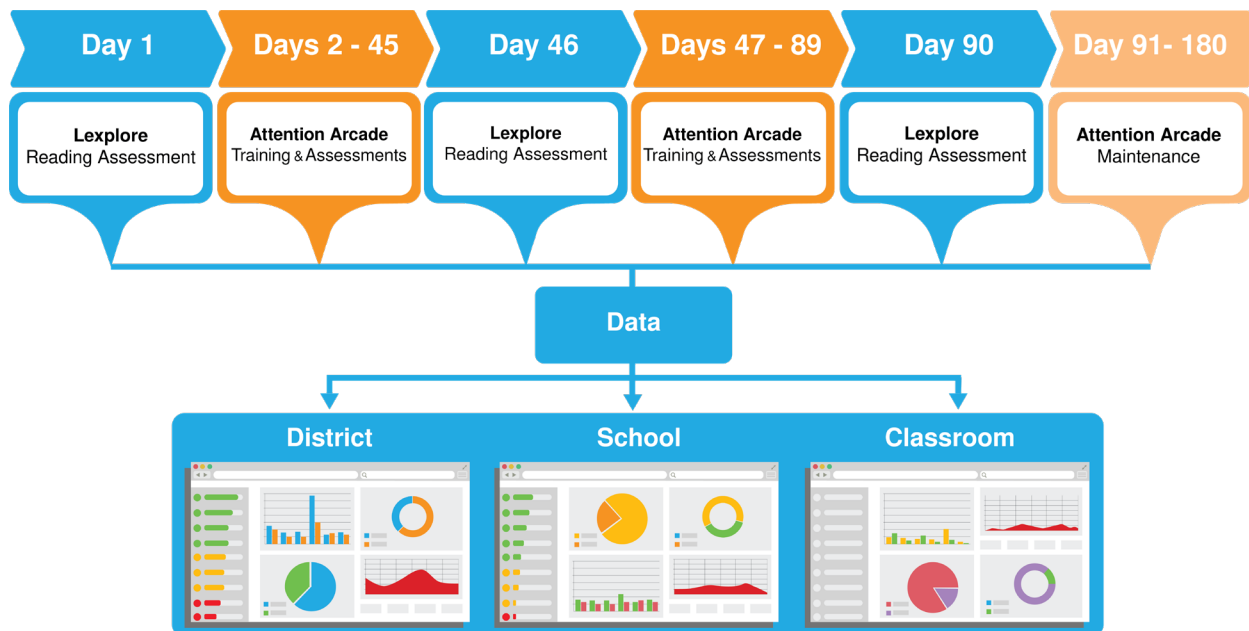 Day 1
Days 2 - 45
Day 46
Days 47 - 89
Day 90
Day 91- 180
Lexplore
Reading Assessment
Attention Arcade
Training & Assessments
Lexplore
Reading Assessment
Attention Arcade
Training & Assessments
Lexplore
Reading Assessment
Attention Arcade
Maintenance
Data
District
School
Classroom